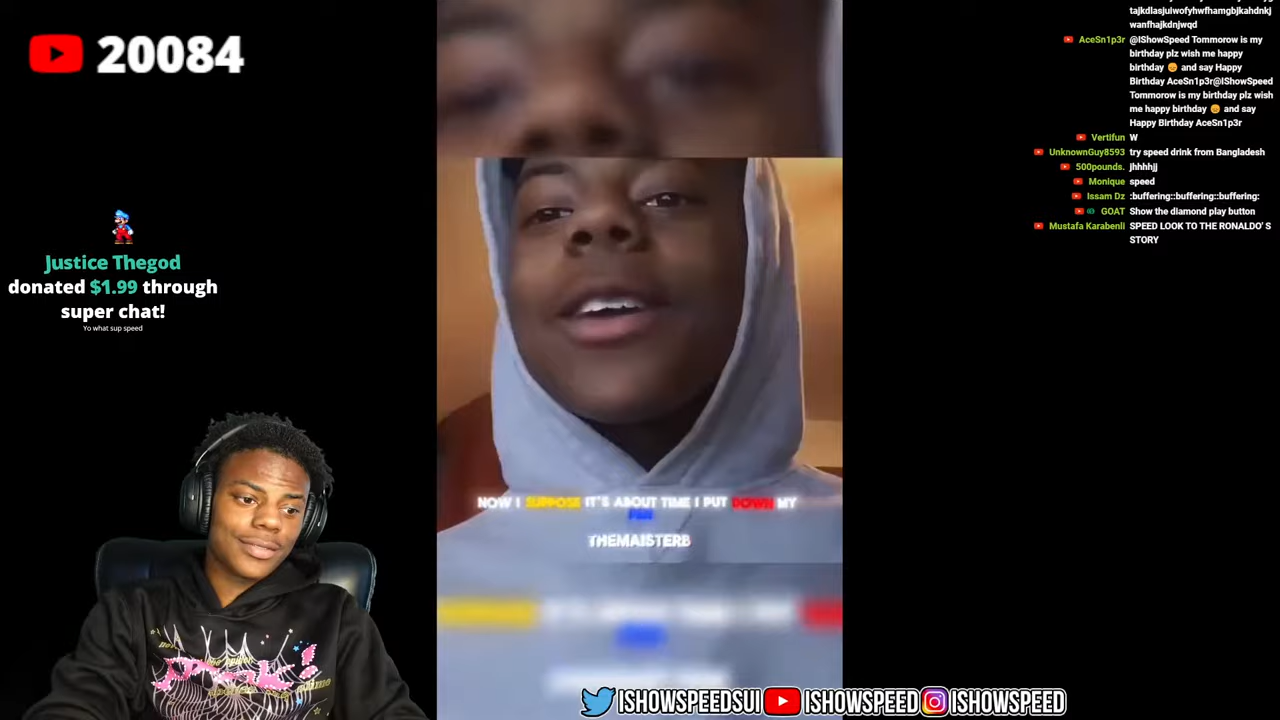 20084
Justice Thegod
donated $1.99 through
super chat!
Yo what sup speed
NOW I SUPPOSE IT'S ABOUT TIME I PUT DOWN MY
PEN
THEMAISTERB
wanfhajkdnjwqd
AceSn1p3r @IShowSpeed Tommorow is my
birthday plz wish me happy
birthday 😊 and say Happy
Birthday AceSn1p3r@IShowSpeed
Tommorow is my birthday plz wish
me happy birthday 😊 and say
Happy Birthday AceSn1p3r
Vertifun W
UnknownGuy8593 try speed drink from Bangladesh
500pounds. jhhhhjj
Monique speed
Issam Dz :buffering::buffering::buffering:
GOAT Show the diamond play button
Mustafa Karabenli SPEED LOOK TO THE RONALDO' S
STORY
ISHOWSPEEDSUI ISHOWSPEED ISHOWSPEED